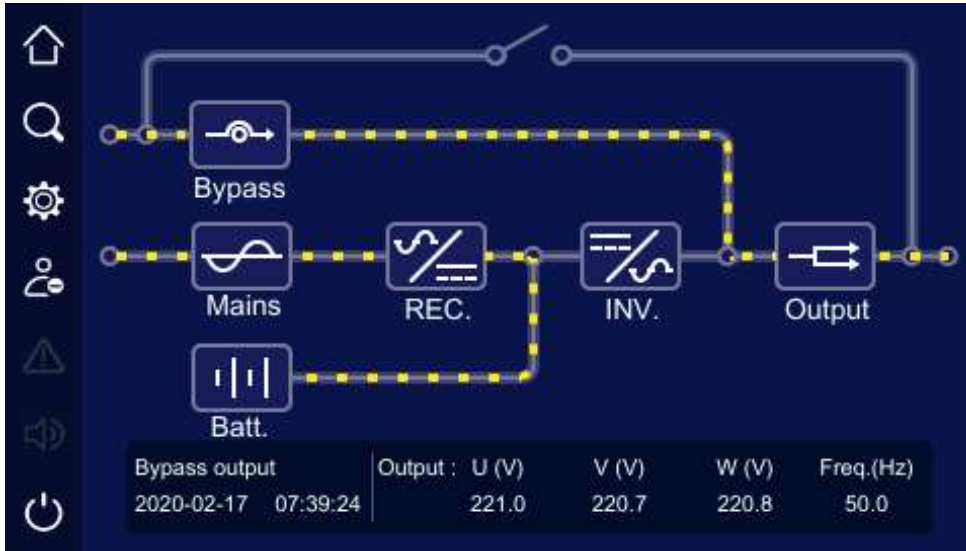 Bypass
Mains
REC.
INV.
Output
Batt.
Bypass output
2020-02-17 07:39:24
Output : U (V) V (V) W (V) Freq.(Hz)
221.0 220.7 220.8 50.0